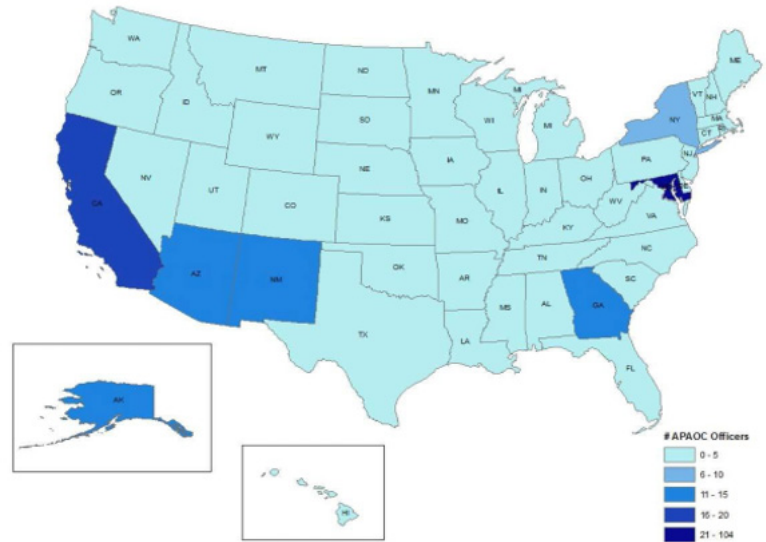 WA
MT
ND
MN
ME
OR
ID
SD
WI
MI
MI
VT
NH
NY
MA
CT
WY
NE
IA
PA
NJ
NV
UT
CO
IL
IN
OH
WV
VA
CA
KS
MO
KY
AZ
NM
OK
AR
TN
NC
SC
TX
LA
MS
AL
GA
FL
AK
HI
# APAOC Officers
0 - 5
6 - 10
11 - 15
16 - 20
21 - 104